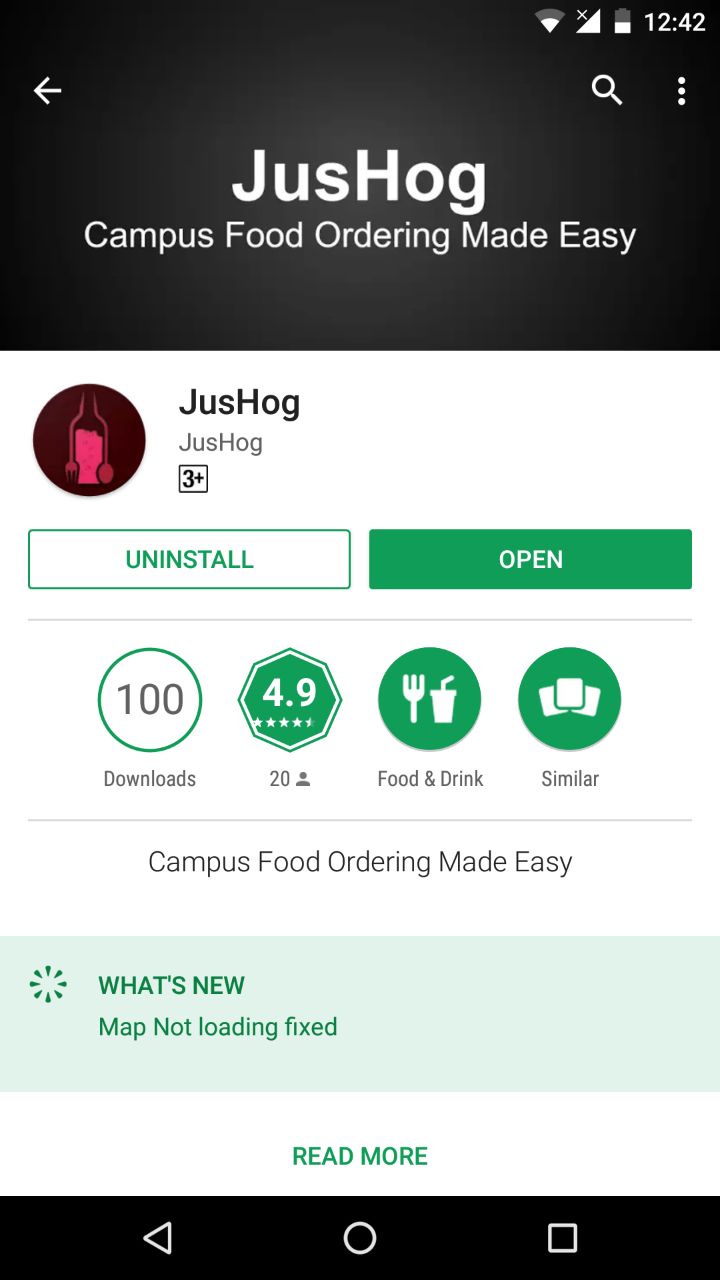 12:42
JusHog
Campus Food Ordering Made Easy
JusHog
JusHog
3+
UNINSTALL
OPEN
100
4.9
Downloads
20
Food & Drink
Similar
Campus Food Ordering Made Easy
WHAT'S NEW
Map Not loading fixed
READ MORE